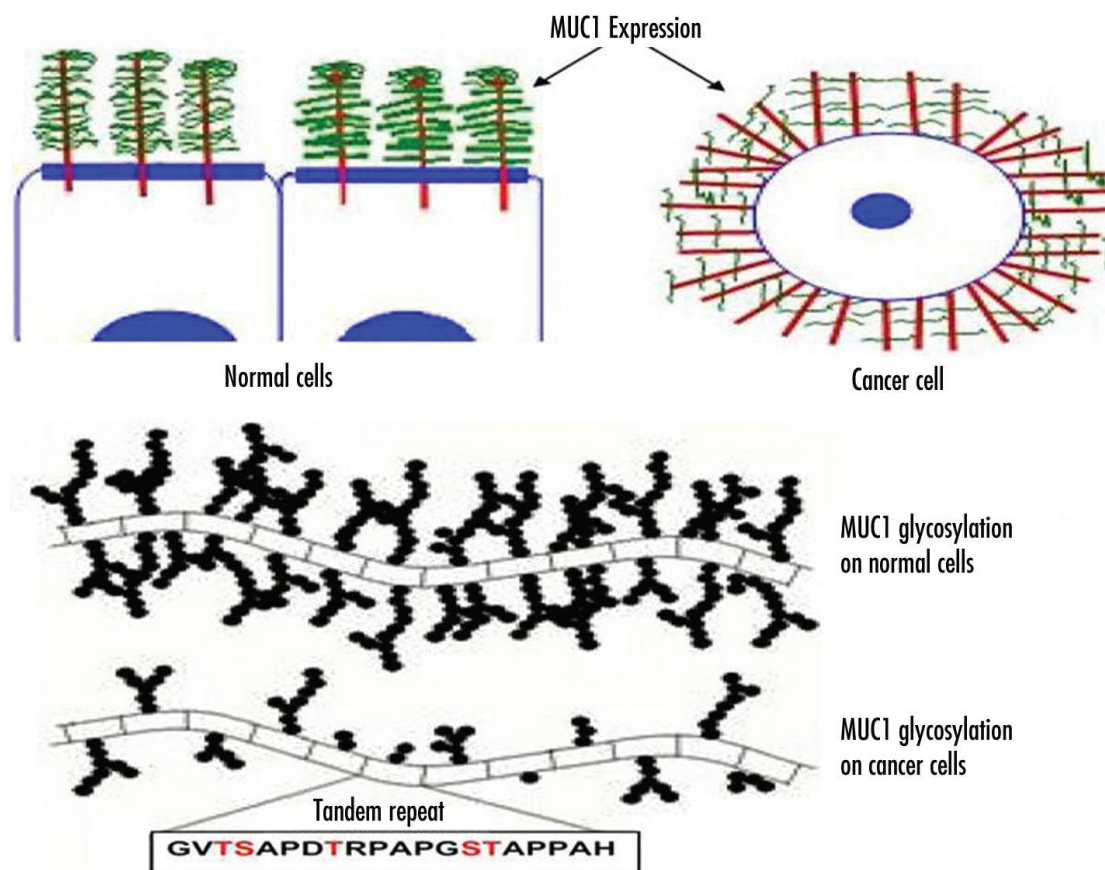 MUC1 Expression
Normal cells
Cancer cell
MUC1 glycosylation
on normal cells
MUC1 glycosylation
on cancer cells
Tandem repeat
GVTSAPDTRPAPGSTAPPAH